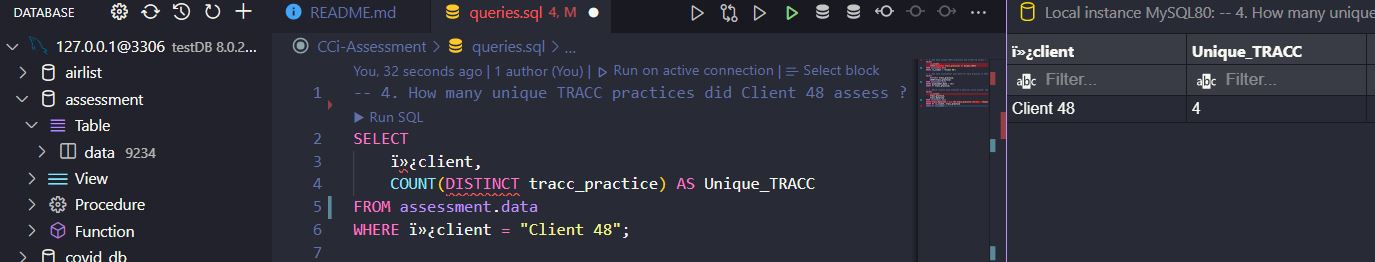 DATABASE
127.0.0.1@3306 testDB 8.0.2...
airlist
assessment
Table
data 9234
View
Procedure
Function
covid_db
README.md
queries.sql 4, M
CCi-Assessment > queries.sql > ...
You, 32 seconds ago | 1 author (You) | Run on active connection | Select block
1 -- 4. How many unique TRACC practices did Client 48 assess ?
Run SQL
2 SELECT
3 ï»¿client,
4 COUNT(DISTINCT tracc_practice) AS Unique_TRACC
5 FROM assessment.data
6 WHERE ï»¿client = "Client 48";
7
Local instance MySQL80: -- 4. How many unique
ï»¿client Unique_TRACC
abc Filter... abc Filter...
Client 48 4